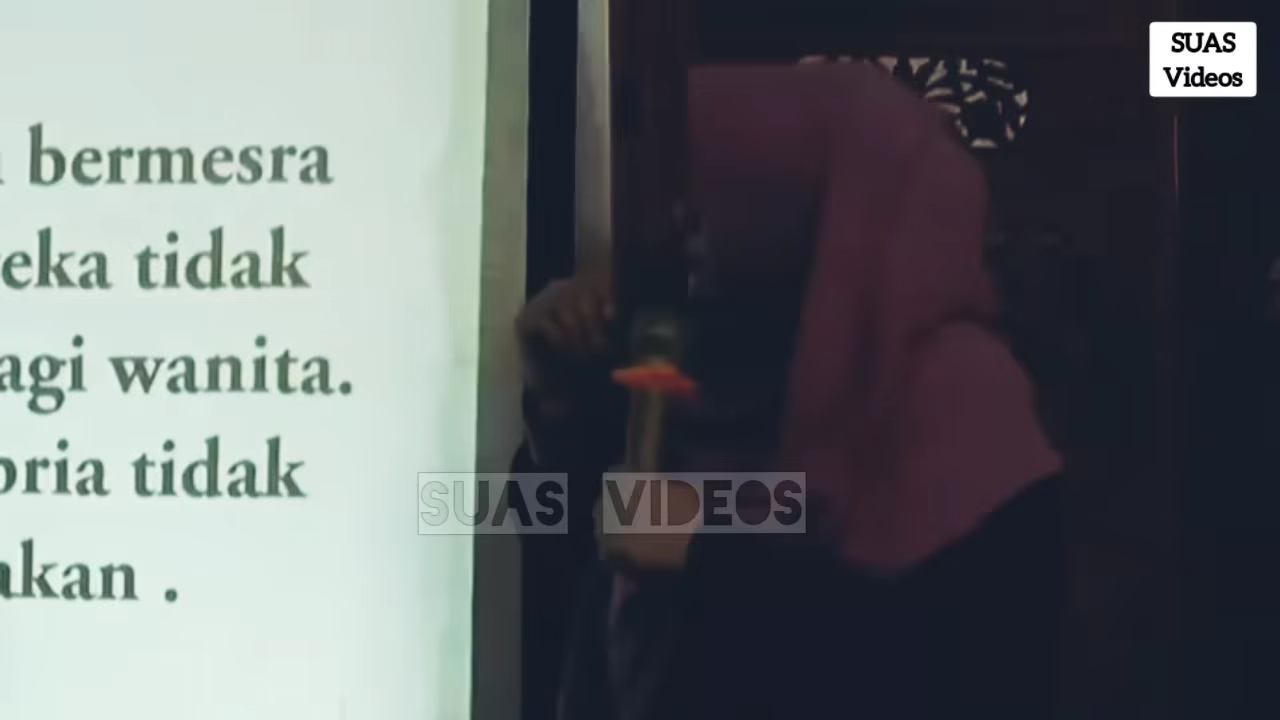 SUAS
Videos
bermesra
eka tidak
agi wanita.
oria tidak
akan .
SUAS VIDEOS